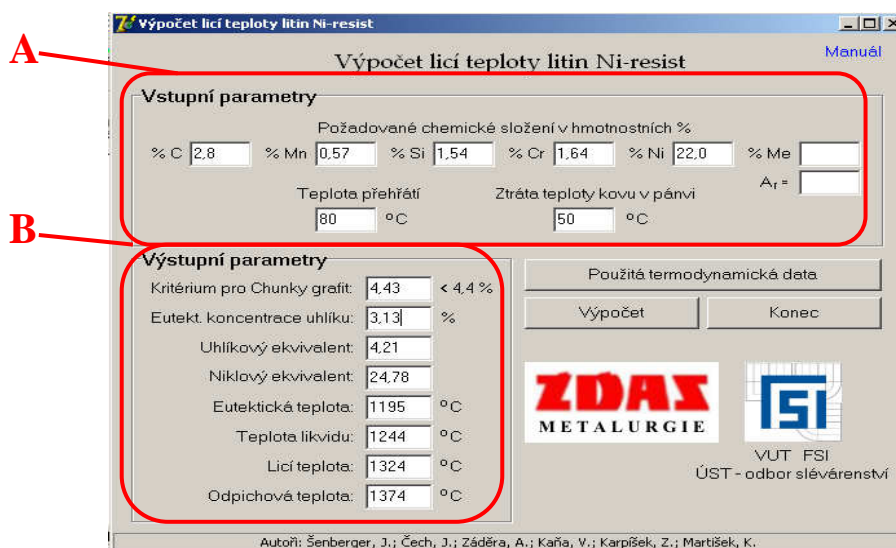 Výpočet licí teploty litin Ni-resist
A
Výpočet licí teploty litin Ni-resist
Manuál
Vstupní parametry
Požadované chemické složení v hmotnostních %
% C 2,8 % Mn 0,57 % Si 1,54 % Cr 1,64 % Ni 22,0 % Me
Ar =
Teplota přehřátí Ztráta teploty kovu v pánvi
80 °C 50 °C
B
Výstupní parametry
Kritérium pro Chunky grafit: 4,43 < 4,4 %
Eutekt. koncentrace uhlíku: 3,13 %
Uhlíkový ekvivalent: 4,21
Niklový ekvivalent: 24,78
Eutektická teplota: 1195 °C
Teplota likvidu: 1244 °C
Licí teplota: 1324 °C
Odpichová teplota: 1374 °C
Použitá termodynamická data
Výpočet Konec
ZDAS
METALURGIE
VUT FSI
ÚST - odbor slévárenství
Autoři: Šenberger, J.; Čech, J.; Záděra, A.; Kaňa, V.; Karpíšek, Z.; Martišek, K.